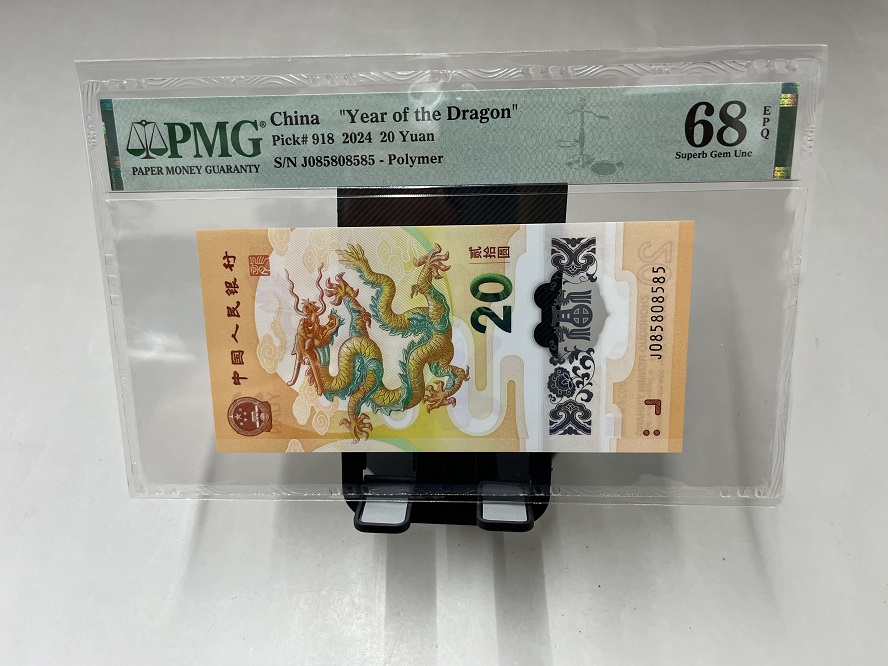 PMG®
PAPER MONEY GUARANTY
China "Year of the Dragon"
Pick# 918 2024 20 Yuan
S/N J085808585 - Polymer
68
EPQ
Superb Gem Unc
中国人民银行
贰拾圆
20
J085808585
20